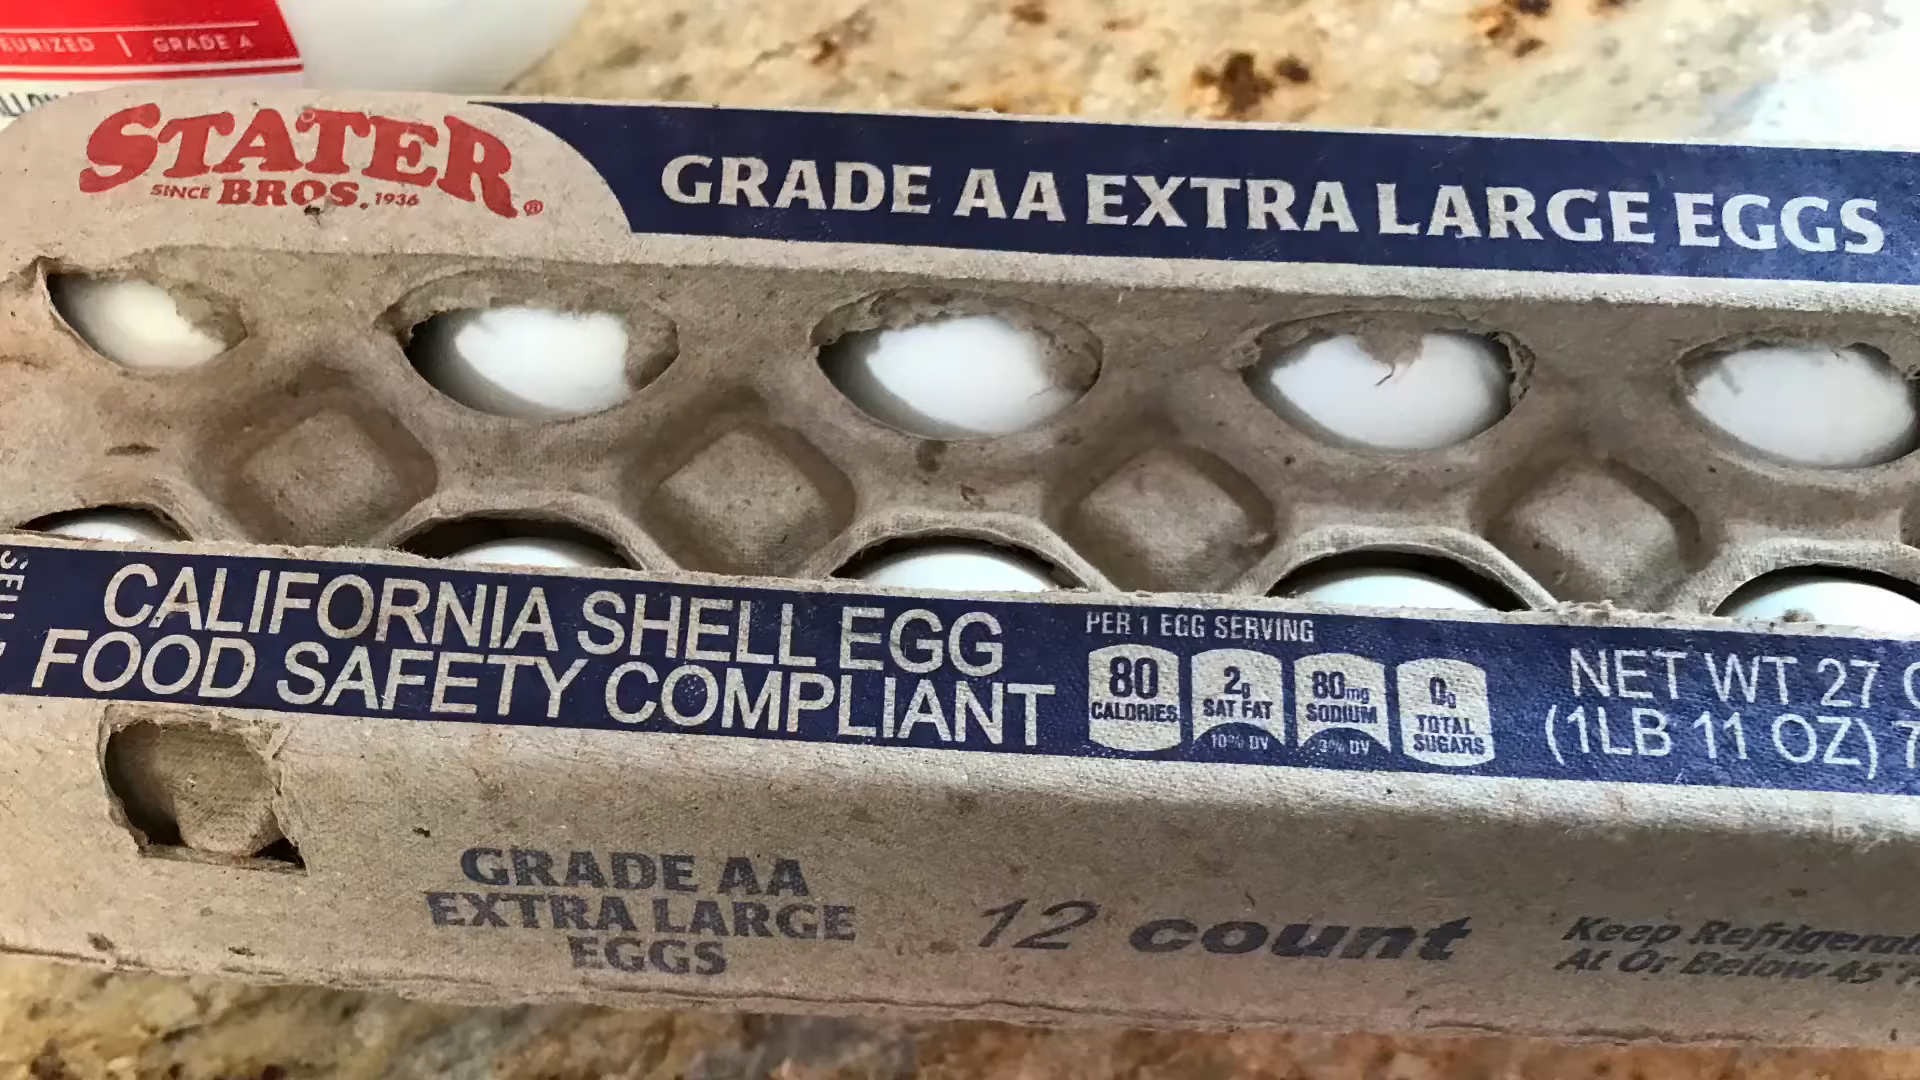 EURIZED | GRADE A
STATER
SINCE BROS. 1936 ®
GRADE AA EXTRA LARGE EGGS
CALIFORNIA SHELL EGG
FOOD SAFETY COMPLIANT
PER 1 EGG SERVING
80
CALORIES
2g
SAT FAT
10% DV
80mg
SODIUM
3% DV
0g
TOTAL
SUGARS
NET WT 27
(1LB 11 OZ) 7
GRADE AA
EXTRA LARGE
EGGS
12 count
Keep Refrigerat
At Or Below 45°F